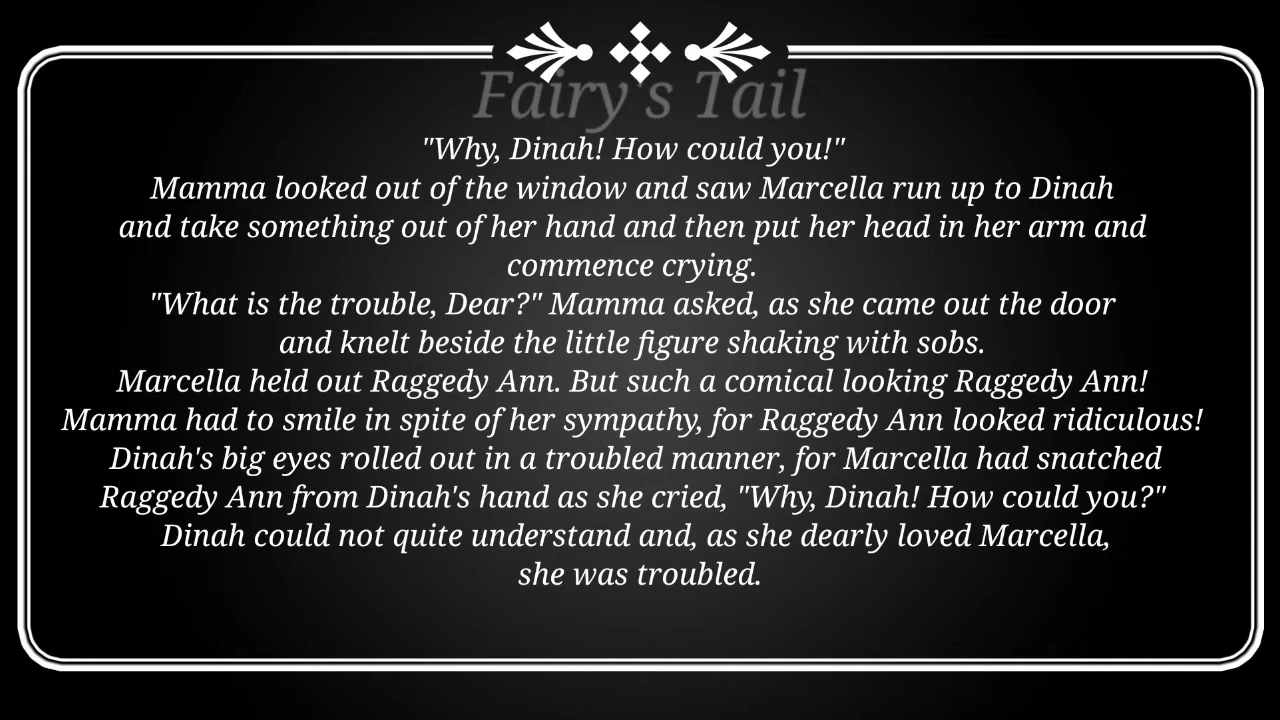 Fairy's Tail
"Why, Dinah! How could you!"
Mamma looked out of the window and saw Marcella run up to Dinah
and take something out of her hand and then put her head in her arm and
commence crying.
"What is the trouble, Dear?" Mamma asked, as she came out the door
and knelt beside the little figure shaking with sobs.
Marcella held out Raggedy Ann. But such a comical looking Raggedy Ann!
Mamma had to smile in spite of her sympathy, for Raggedy Ann looked ridiculous!
Dinah's big eyes rolled out in a troubled manner, for Marcella had snatched
Raggedy Ann from Dinah's hand as she cried, "Why, Dinah! How could you?"
Dinah could not quite understand and, as she dearly loved Marcella,
she was troubled.